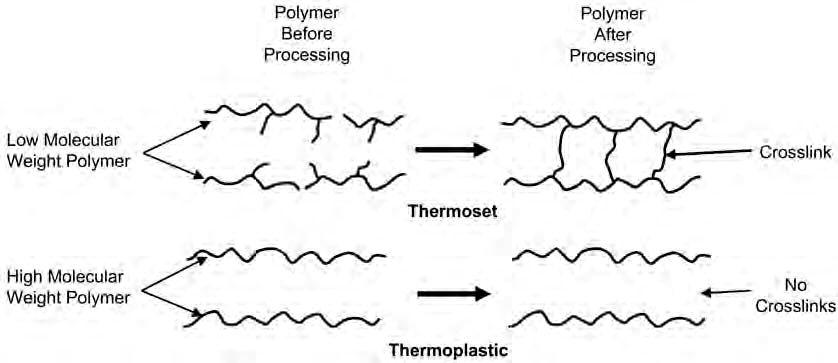 Polymer
Before
Processing
Polymer
After
Processing
Low Molecular
Weight Polymer
Crosslink
Thermoset
High Molecular
Weight Polymer
No
Crosslinks
Thermoplastic